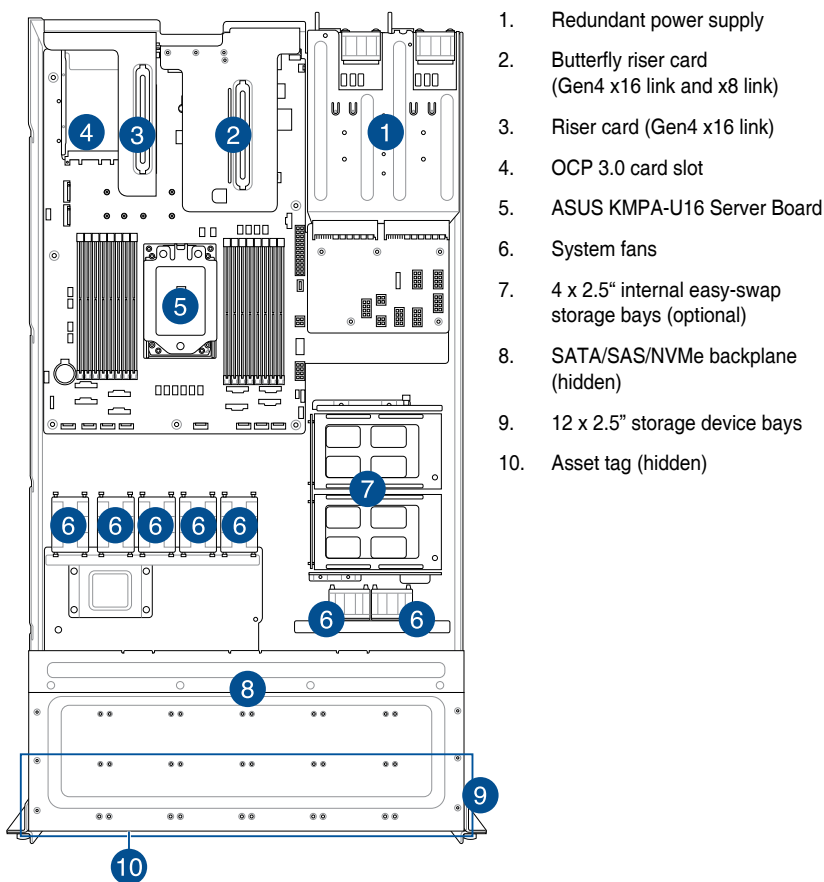 1. Redundant power supply
2. Butterfly riser card
(Gen4 x16 link and x8 link)
3. Riser card (Gen4 x16 link)
4. OCP 3.0 card slot
5. ASUS KMPA-U16 Server Board
6. System fans
7. 4 x 2.5“ internal easy-swap
storage bays (optional)
8. SATA/SAS/NVMe backplane
(hidden)
9. 12 x 2.5” storage device bays
10. Asset tag (hidden)
4
3
2
1
5
7
6
6
6
6
6
6
6
8
9
10